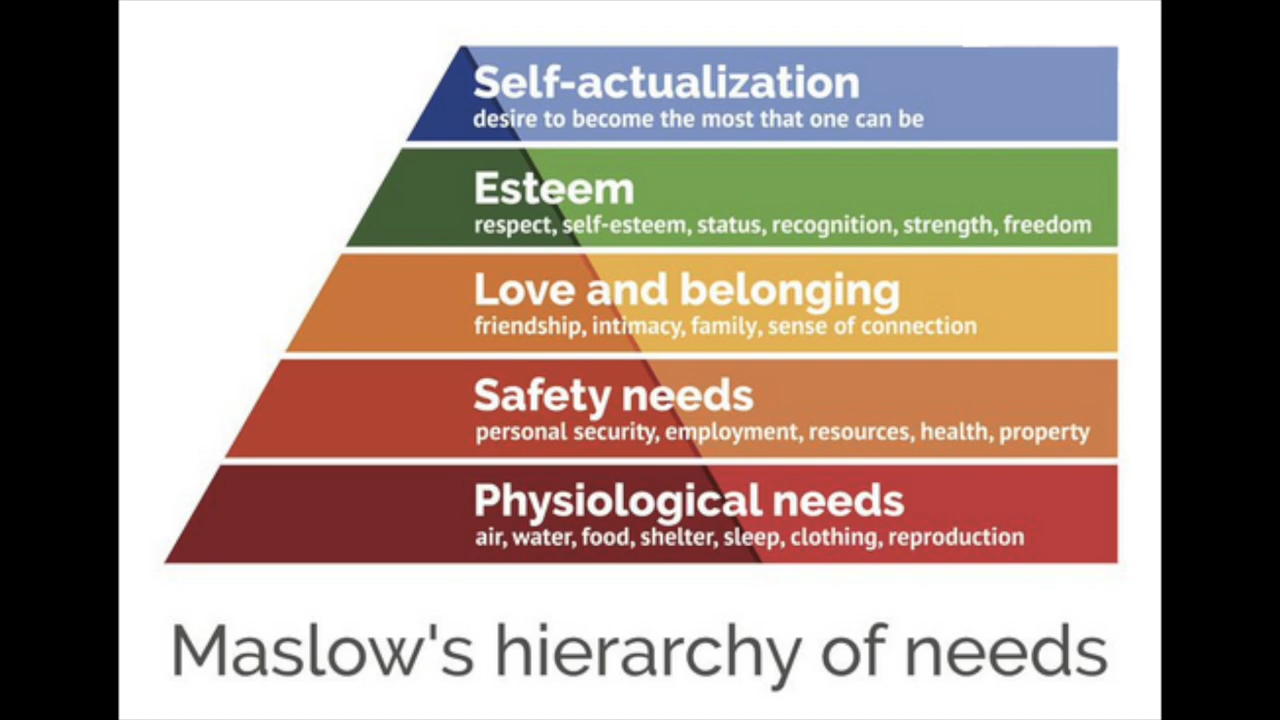 Self-actualization
desire to become the most that one can be
Esteem
respect, self-esteem, status, recognition, strength, freedom
Love and belonging
friendship, intimacy, family, sense of connection
Safety needs
personal security, employment, resources, health, property
Physiological needs
air, water, food, shelter, sleep, clothing, reproduction
Maslow's hierarchy of needs